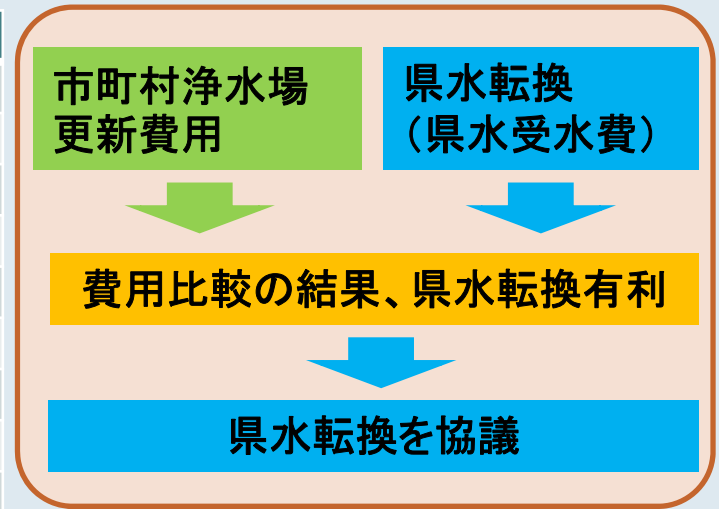 市町村浄水場
更新費用
県水転換
（県水受水費）
費用比較の結果、県水転換有利
県水転換を協議